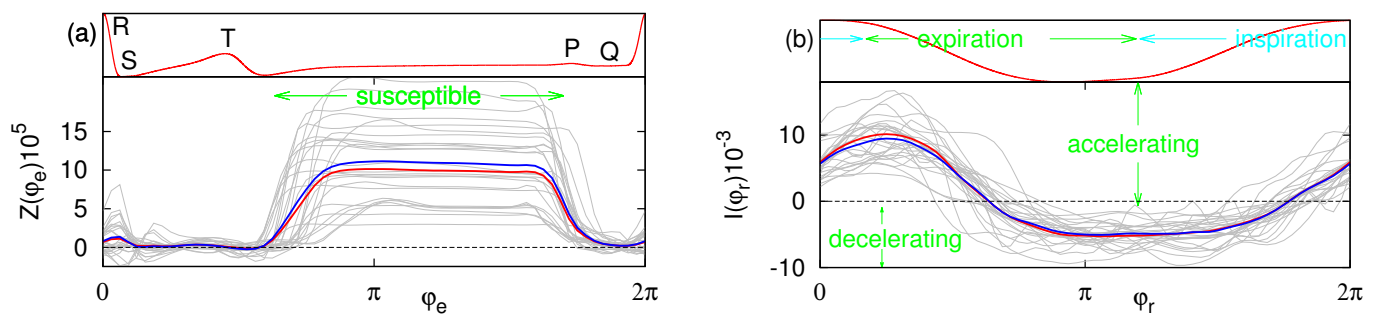 (a)
R
S
T
P
Q
susceptible
Z(φe)10^5
15
10
5
0
0
π
φe
2π
(b)
expiration
inspiration
accelerating
decelerating
I(φr)10^-3
10
0
-10
0
π
φr
2π